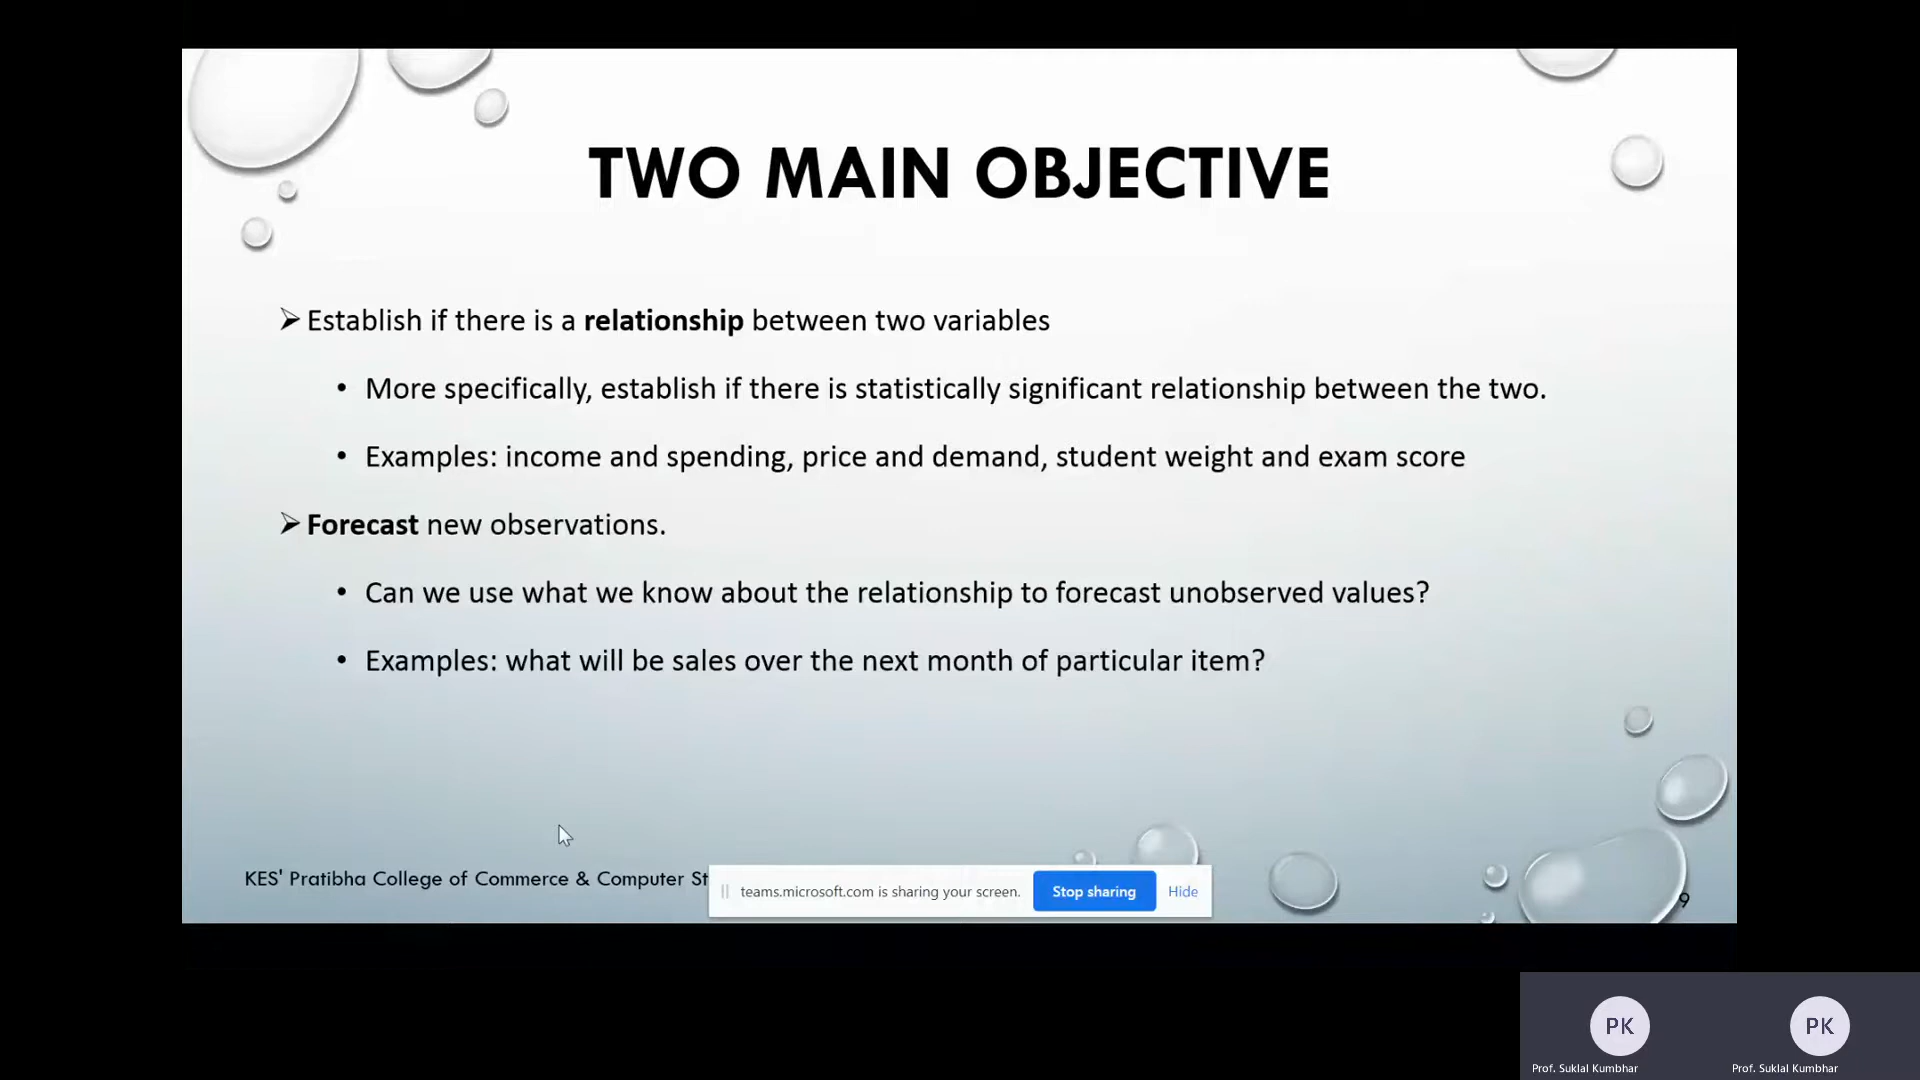 TWO MAIN OBJECTIVE
➢ Establish if there is a relationship between two variables
• More specifically, establish if there is statistically significant relationship between the two.
• Examples: income and spending, price and demand, student weight and exam score
➢ Forecast new observations.
• Can we use what we know about the relationship to forecast unobserved values?
• Examples: what will be sales over the next month of particular item?
KES' Pratibha College of Commerce & Computer St
teams.microsoft.com is sharing your screen. Stop sharing Hide
9
PK PK
Prof. Suklal Kumbhar Prof. Suklal Kumbhar